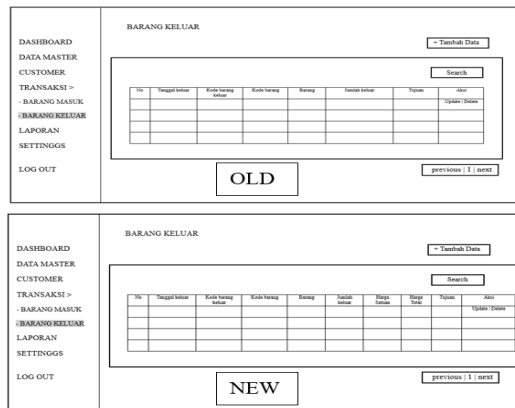 BARANG KELUAR
+ Tambah Data
DASHBOARD
DATA MASTER
CUSTOMER
TRANSAKSI >
- BARANG MASUK
- BARANG KELUAR
LAPORAN
SETTINGGS
LOG OUT
Search
No Tanggal keluar Kode barang keluar Kode barang Barang Jumlah keluar Tujuan Aksi
Update | Delete
previous | 1 | next
OLD
BARANG KELUAR
+ Tambah Data
DASHBOARD
DATA MASTER
CUSTOMER
TRANSAKSI >
- BARANG MASUK
- BARANG KELUAR
LAPORAN
SETTINGGS
LOG OUT
Search
No Tanggal keluar Kode barang keluar Kode barang Barang Jumlah keluar Harga Satuan Harga Total Tujuan Aksi
Update | Delete
previous | 1 | next
NEW